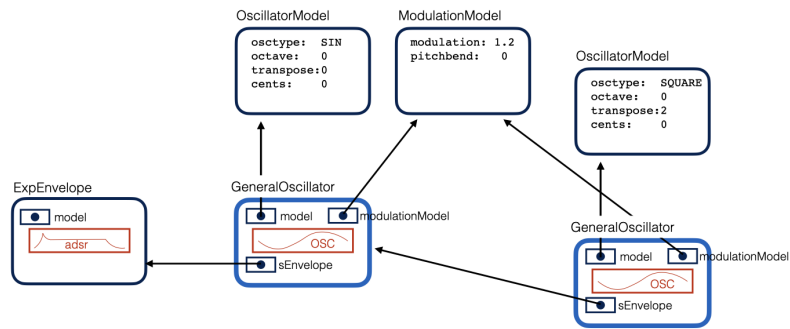 OscillatorModel
osctype: SIN
octave: 0
transpose:0
cents: 0
ModulationModel
modulation: 1.2
pitchbend: 0
OscillatorModel
osctype: SQUARE
octave: 0
transpose:2
cents: 0
ExpEnvelope
model
adsr
GeneralOscillator
model
modulationModel
OSC
sEnvelope
GeneralOscillator
model
modulationModel
OSC
sEnvelope